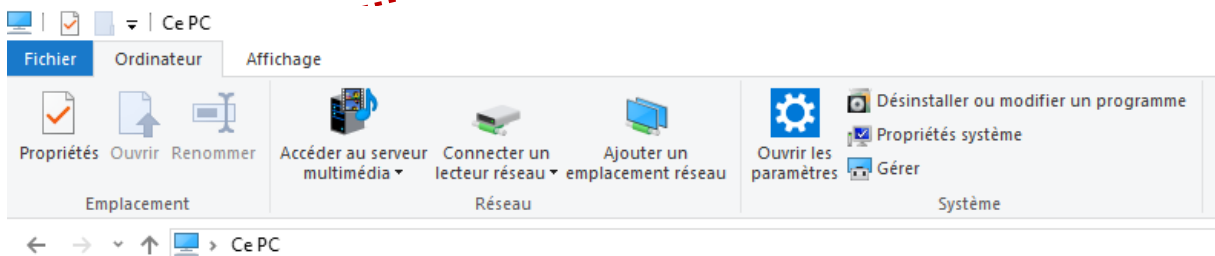 Ce PC
Fichier Ordinateur Affichage
Propriétés Ouvrir Renommer
Accéder au serveur
multimédia
Connecter un
lecteur réseau
Ajouter un
emplacement réseau
Ouvrir les
paramètres
Désinstaller ou modifier un programme
Propriétés système
Gérer
Emplacement Réseau Système
Ce PC